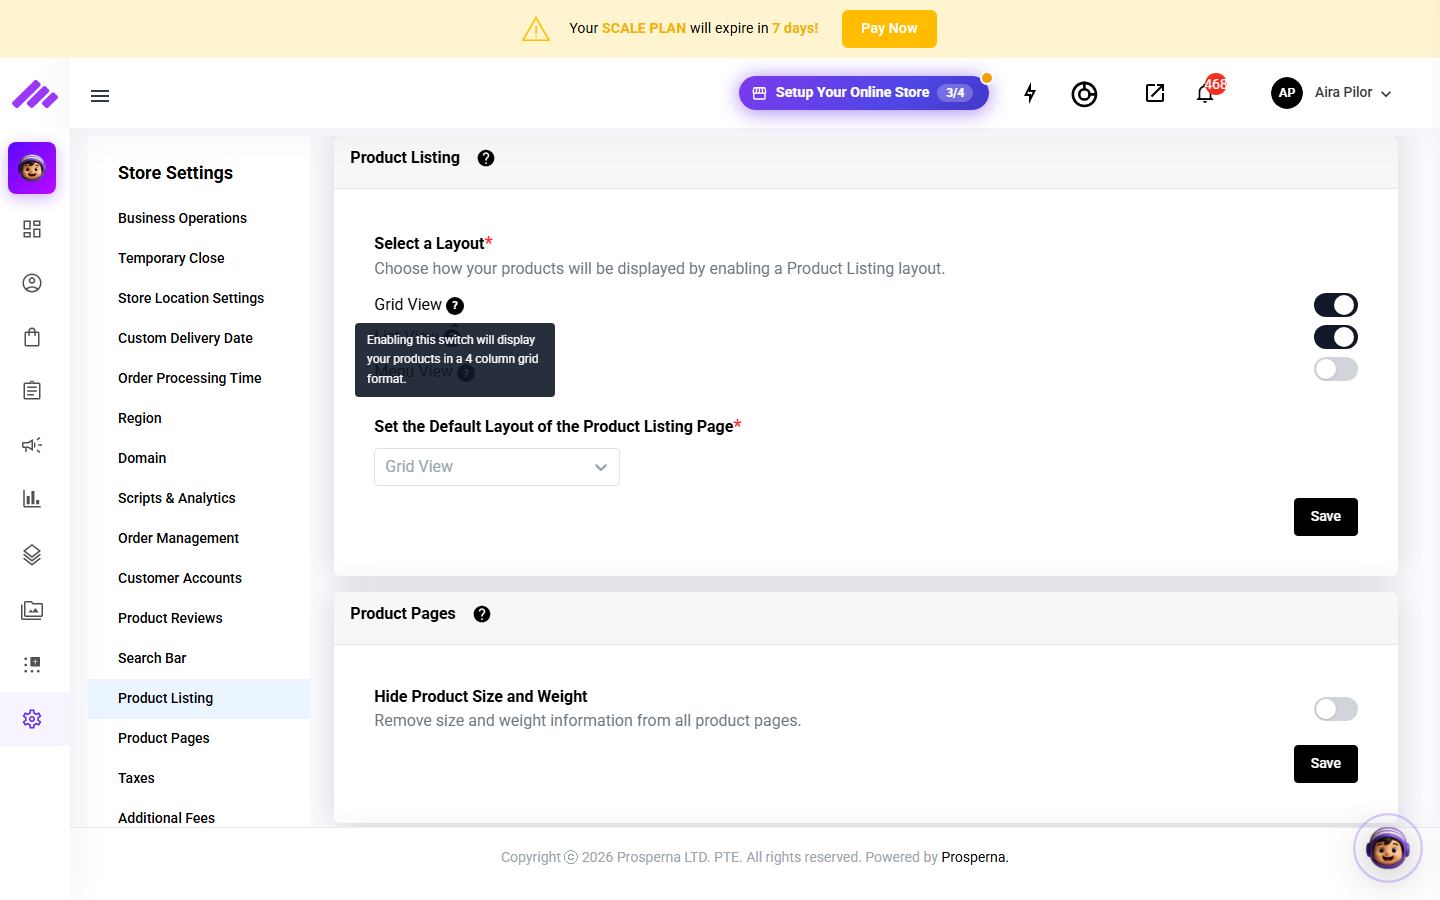 Your SCALE PLAN will expire in 7 days!
Pay Now
Setup Your Online Store 3/4
468
AP
Aira Pilor
Store Settings
Business Operations
Temporary Close
Store Location Settings
Custom Delivery Date
Order Processing Time
Region
Domain
Scripts & Analytics
Order Management
Customer Accounts
Product Reviews
Search Bar
Product Listing
Product Pages
Taxes
Additional Fees
Product Listing ?
Select a Layout*
Choose how your products will be displayed by enabling a Product Listing layout.
Grid View ?
Enabling this switch will display
your products in a 4 column grid
format.
Menu View ?
Set the Default Layout of the Product Listing Page*
Grid View
Save
Product Pages ?
Hide Product Size and Weight
Remove size and weight information from all product pages.
Save
Copyright © 2026 Prosperna LTD. PTE. All rights reserved. Powered by Prosperna.